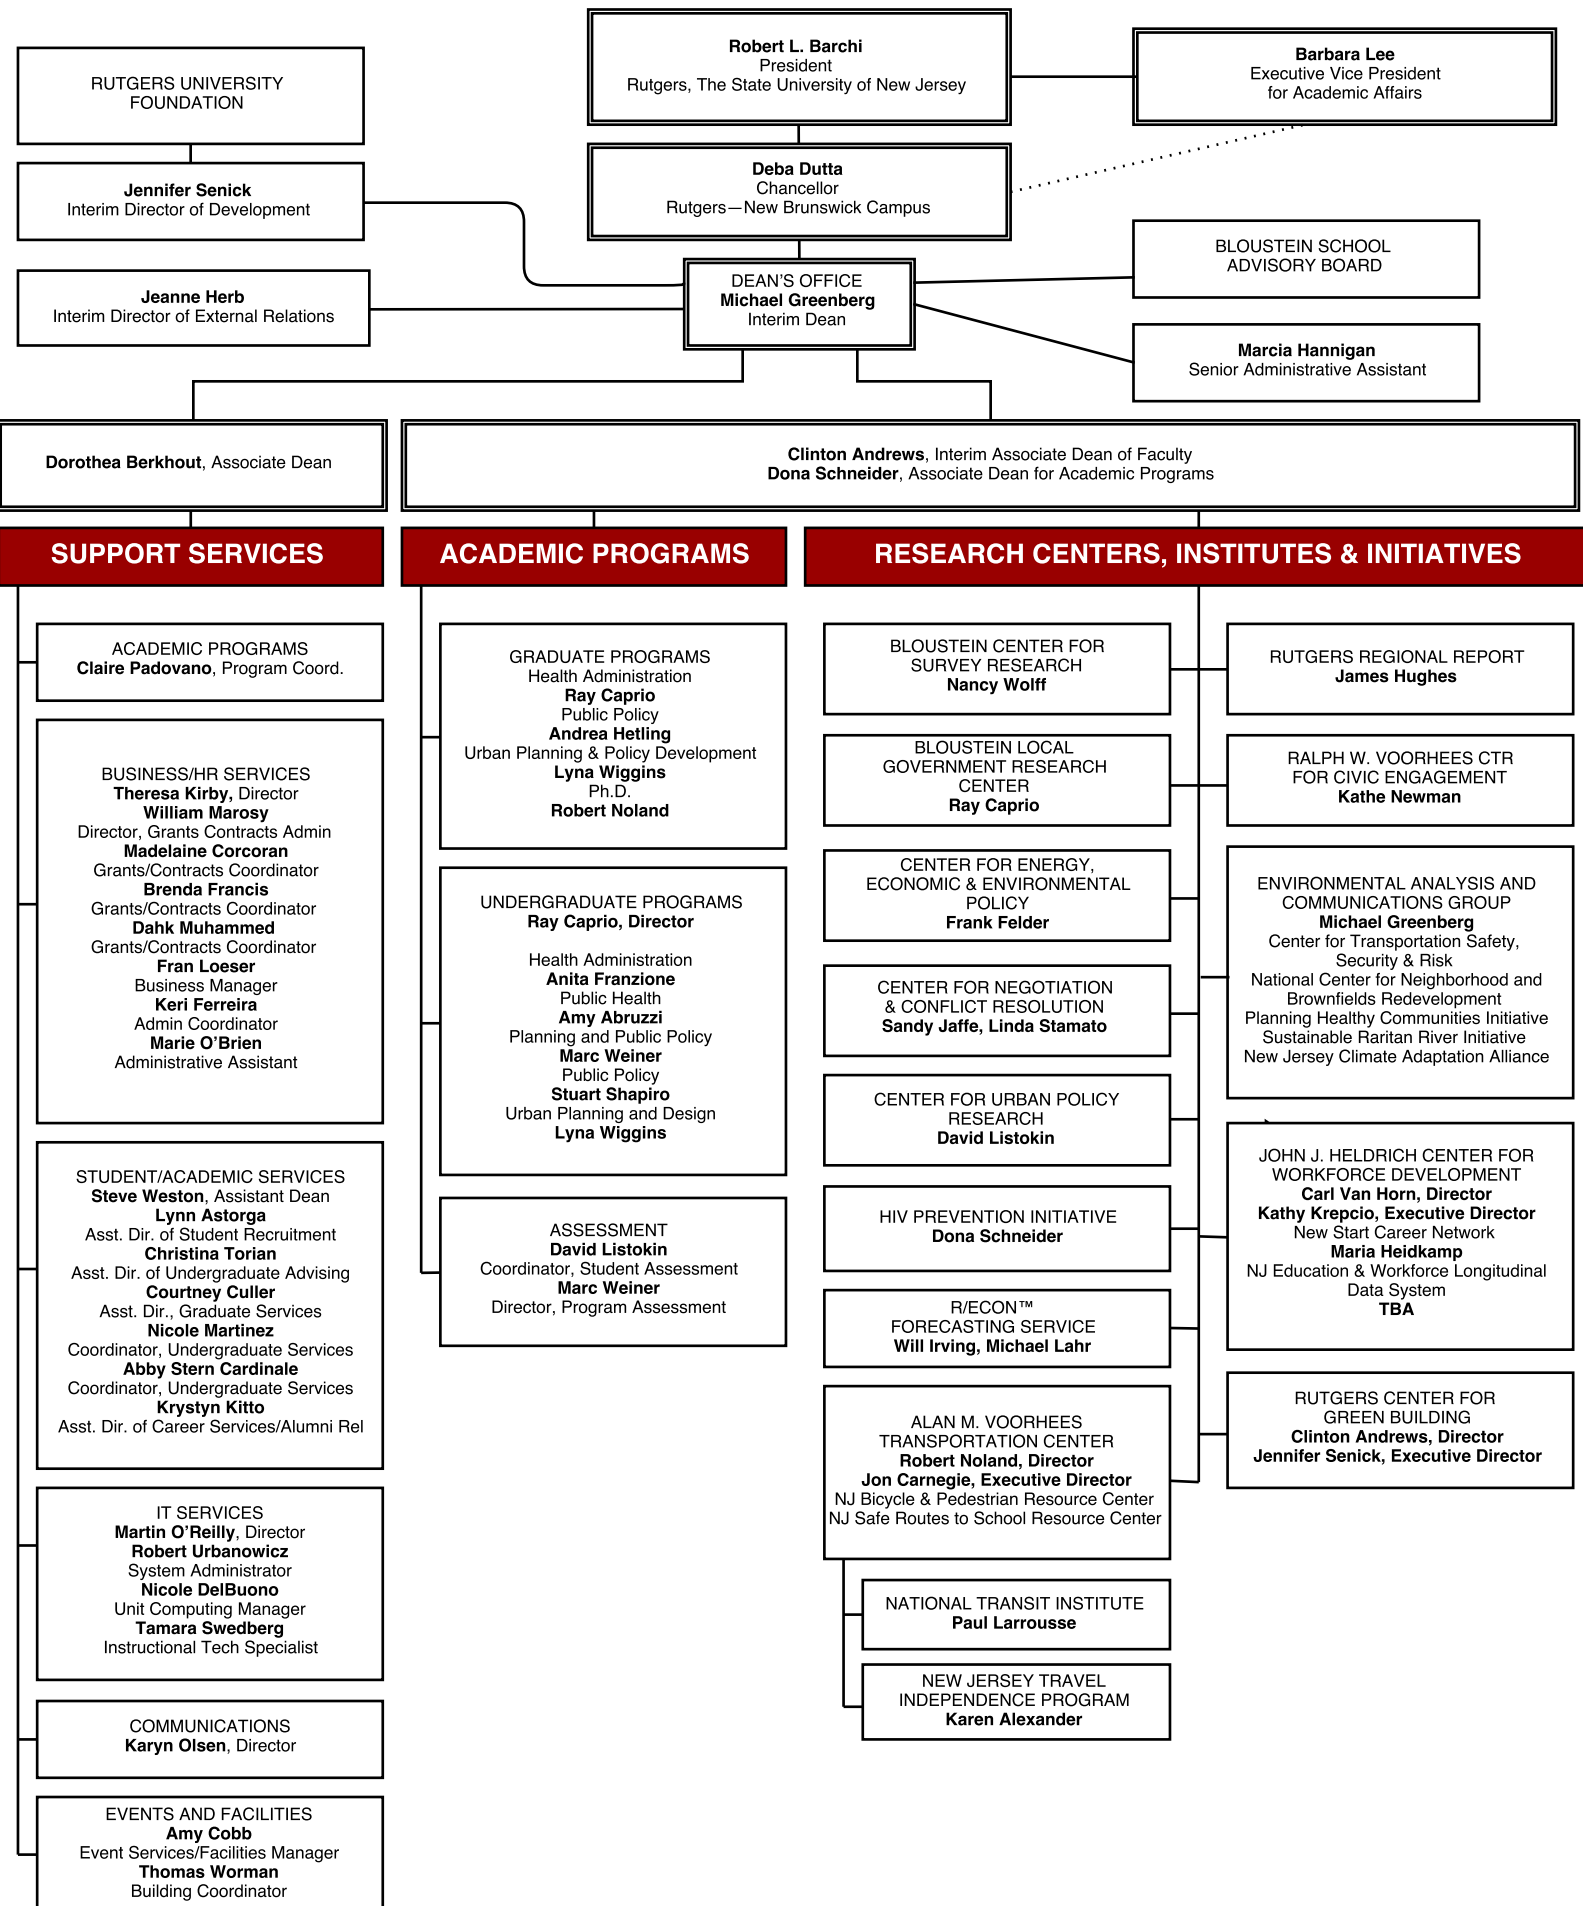 RUTGERS UNIVERSITY
FOUNDATION
Robert L. Barchi
President
Rutgers, The State University of New Jersey
Barbara Lee
Executive Vice President
for Academic Affairs
Jennifer Senick
Interim Director of Development
Deba Dutta
Chancellor
Rutgers—New Brunswick Campus
Jeanne Herb
Interim Director of External Relations
DEAN'S OFFICE
Michael Greenberg
Interim Dean
BLOUSTEIN SCHOOL
ADVISORY BOARD
Marcia Hannigan
Senior Administrative Assistant
Dorothea Berkhout, Associate Dean
Clinton Andrews, Interim Associate Dean of Faculty
Dona Schneider, Associate Dean for Academic Programs
SUPPORT SERVICES
ACADEMIC PROGRAMS
Claire Padovano, Program Coord.
BUSINESS/HR SERVICES
Theresa Kirby, Director
William Marosy
Director, Grants Contracts Admin
Madelaine Corcoran
Grants/Contracts Coordinator
Brenda Francis
Grants/Contracts Coordinator
Dahk Muhammed
Grants/Contracts Coordinator
Fran Loeser
Business Manager
Keri Ferreira
Admin Coordinator
Marie O'Brien
Administrative Assistant
STUDENT/ACADEMIC SERVICES
Steve Weston, Assistant Dean
Lynn Astorga
Asst. Dir. of Student Recruitment
Christina Torian
Asst. Dir. of Undergraduate Advising
Courtney Culler
Asst. Dir., Graduate Services
Nicole Martinez
Coordinator, Undergraduate Services
Abby Stern Cardinale
Coordinator, Undergraduate Services
Krystyn Kitto
Asst. Dir. of Career Services/Alumni Rel
IT SERVICES
Martin O'Reilly, Director
Robert Urbanowicz
System Administrator
Nicole DelBuono
Unit Computing Manager
Tamara Swedberg
Instructional Tech Specialist
COMMUNICATIONS
Karyn Olsen, Director
EVENTS AND FACILITIES
Amy Cobb
Event Services/Facilities Manager
Thomas Worman
Building Coordinator
ACADEMIC PROGRAMS
GRADUATE PROGRAMS
Health Administration
Ray Caprio
Public Policy
Andrea Hetling
Urban Planning & Policy Development
Lyna Wiggins
Ph.D.
Robert Noland
UNDERGRADUATE PROGRAMS
Ray Caprio, Director
Health Administration
Anita Franzione
Public Health
Amy Abruzzi
Planning and Public Policy
Marc Weiner
Public Policy
Stuart Shapiro
Urban Planning and Design
Lyna Wiggins
ASSESSMENT
David Listokin
Coordinator, Student Assessment
Marc Weiner
Director, Program Assessment
RESEARCH CENTERS, INSTITUTES & INITIATIVES
BLOUSTEIN CENTER FOR
SURVEY RESEARCH
Nancy Wolff
BLOUSTEIN LOCAL
GOVERNMENT RESEARCH
CENTER
Ray Caprio
CENTER FOR ENERGY,
ECONOMIC & ENVIRONMENTAL
POLICY
Frank Felder
CENTER FOR NEGOTIATION
& CONFLICT RESOLUTION
Sandy Jaffe, Linda Stamato
CENTER FOR URBAN POLICY
RESEARCH
David Listokin
HIV PREVENTION INITIATIVE
Dona Schneider
R/ECON™
FORECASTING SERVICE
Will Irving, Michael Lahr
ALAN M. VOORHEES
TRANSPORTATION CENTER
Robert Noland, Director
Jon Carnegie, Executive Director
NJ Bicycle & Pedestrian Resource Center
NJ Safe Routes to School Resource Center
NATIONAL TRANSIT INSTITUTE
Paul Larrousse
NEW JERSEY TRAVEL
INDEPENDENCE PROGRAM
Karen Alexander
RUTGERS REGIONAL REPORT
James Hughes
RALPH W. VOORHEES CTR
FOR CIVIC ENGAGEMENT
Kathe Newman
ENVIRONMENTAL ANALYSIS AND
COMMUNICATIONS GROUP
Michael Greenberg
Center for Transportation Safety,
Security & Risk
National Center for Neighborhood and
Brownfields Redevelopment
Planning Healthy Communities Initiative
Sustainable Raritan River Initiative
New Jersey Climate Adaptation Alliance
JOHN J. HELDRICH CENTER FOR
WORKFORCE DEVELOPMENT
Carl Van Horn, Director
Kathy Krepcio, Executive Director
New Start Career Network
Maria Heidkamp
NJ Education & Workforce Longitudinal
Data System
TBA
RUTGERS CENTER FOR
GREEN BUILDING
Clinton Andrews, Director
Jennifer Senick, Executive Director